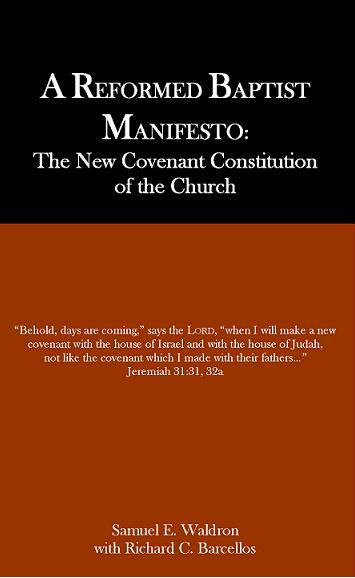 A REFORMED BAPTIST
MANIFESTO:
The New Covenant Constitution
of the Church
“Behold, days are coming,” says the LORD, “when I will make a new
covenant with the house of Israel and with the house of Judah,
not like the covenant which I made with their fathers...”
Jeremiah 31:31, 32a
Samuel E. Waldron
with Richard C. Barcellos